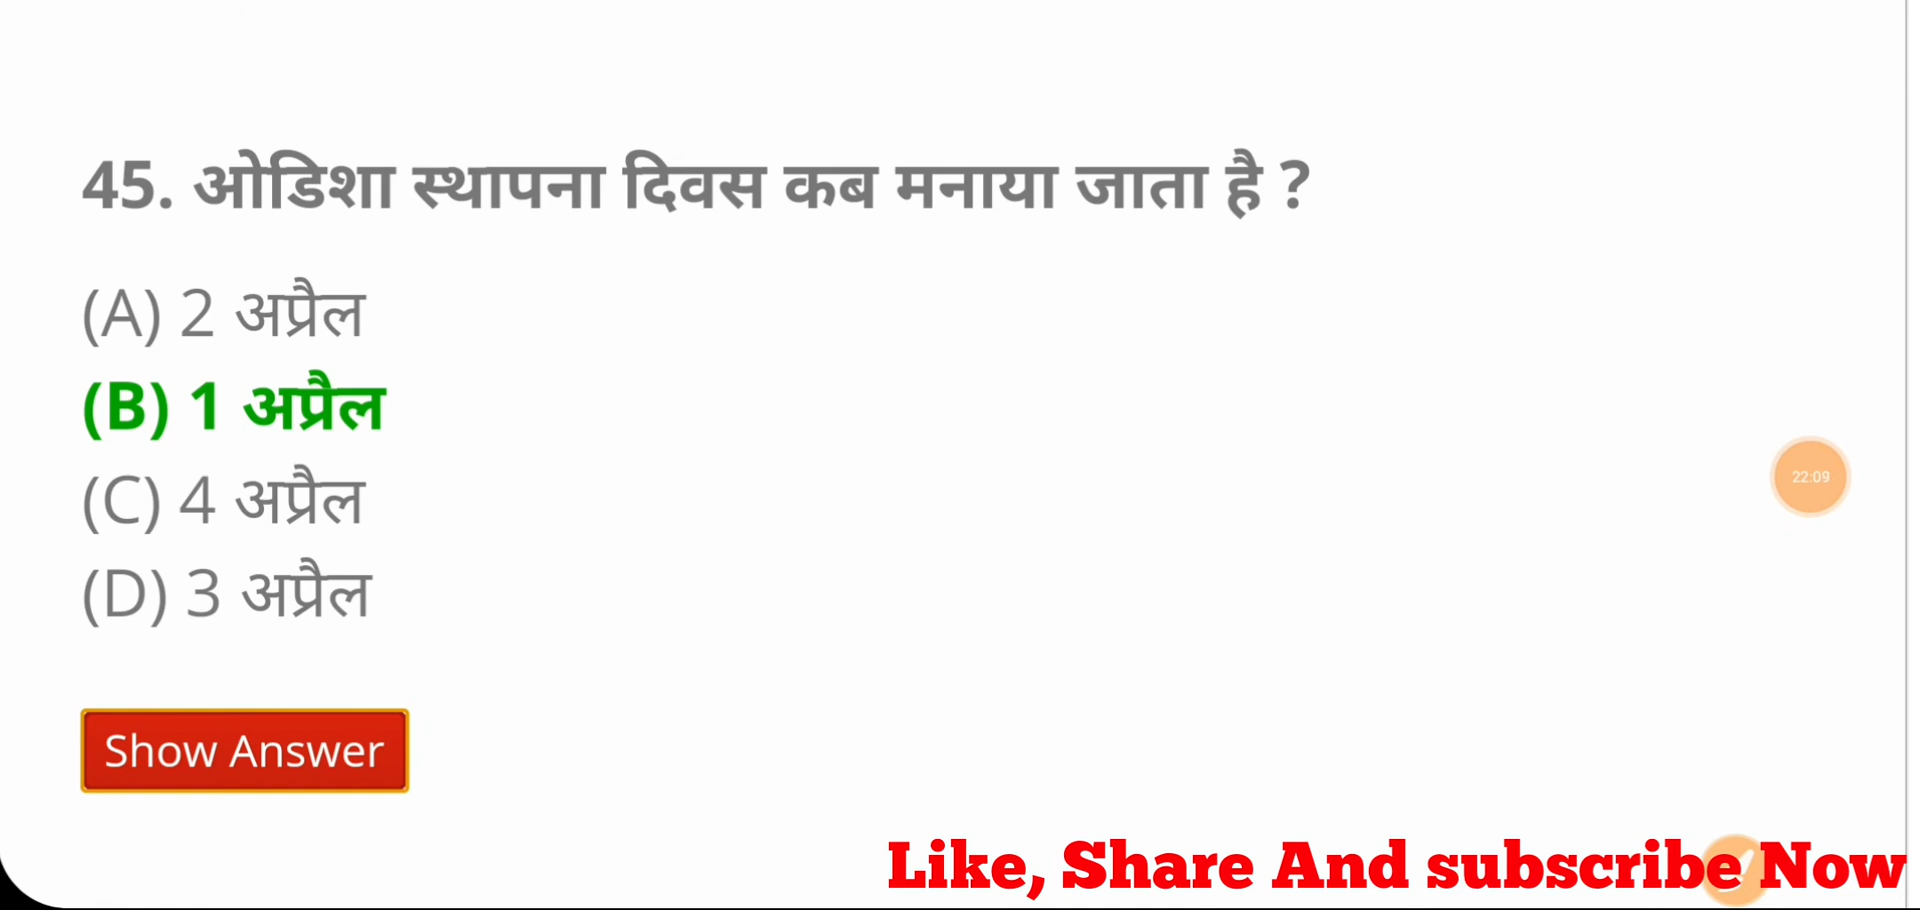 45. ओडिशा स्थापना दिवस कब मनाया जाता है ?
(A) 2 अप्रैल
(B) 1 अप्रैल
(C) 4 अप्रैल
(D) 3 अप्रैल
22:09
Show Answer
Like, Share And subscribe Now